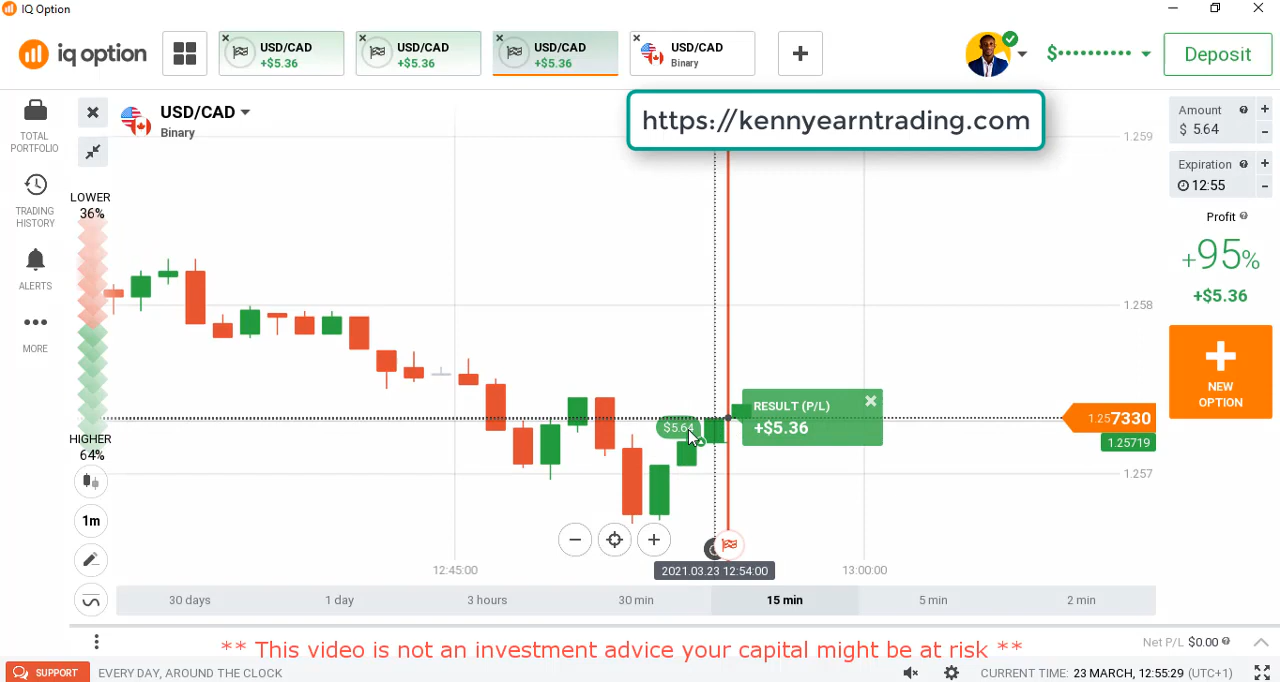 IQ Option
iq option
USD/CAD
+$5.36
USD/CAD
+$5.36
USD/CAD
+$5.36
USD/CAD
Binary
$••••••••••
Deposit
TOTAL
PORTFOLIO
TRADING
HISTORY
ALERTS
MORE
USD/CAD
Binary
https://kennyearntrading.com
LOWER
36%
HIGHER
64%
1m
1.259
1.258
1.257330
1.25719
1.257
$5.64
RESULT (P/L)
+$5.36
12:45:00
2021.03.23 12:54:00
13:00:00
30 days
1 day
3 hours
30 min
15 min
5 min
2 min
Amount
$ 5.64
Expiration
12:55
Profit
+95%
+$5.36
NEW
OPTION
** This video is not an investment advice your capital might be at risk **
Net P/L $0.00
SUPPORT
EVERY DAY, AROUND THE CLOCK
CURRENT TIME: 23 MARCH, 12:55:29 (UTC+1)